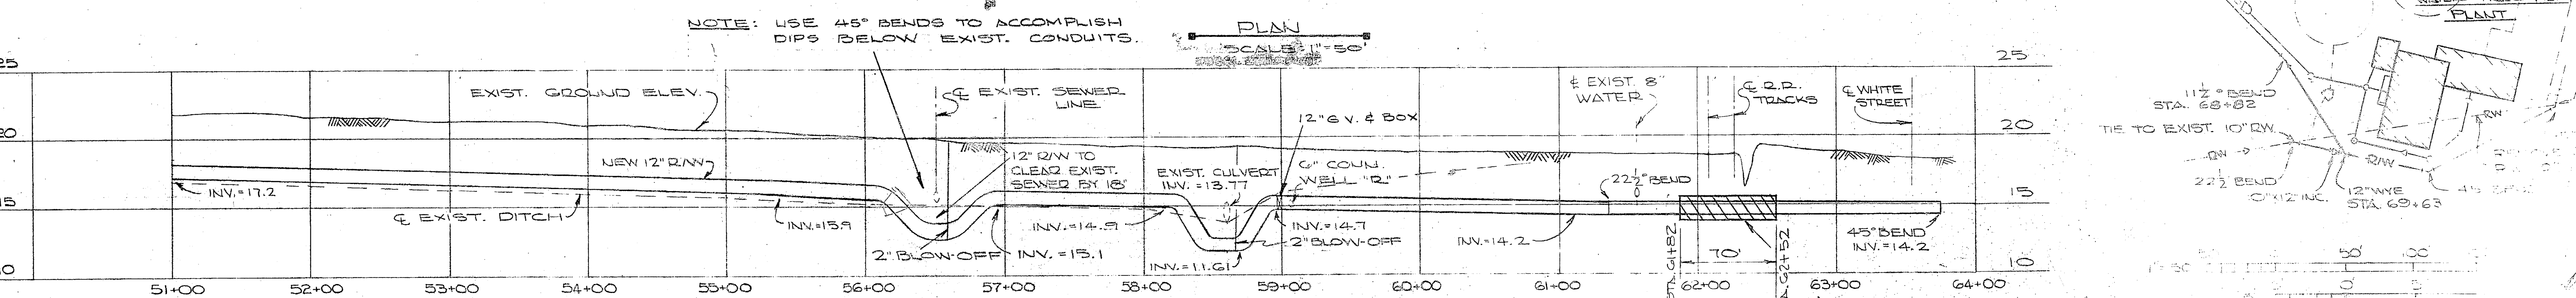 NOTE: USE 45° BENDS TO ACCOMPLISH
DIPS BELOW EXIST. CONDUITS.
PLAN
SCALE: 1"=50'
PLANT
25
25
EXIST. GROUND ELEV.
℄ EXIST. SEWER
LINE
℄ EXIST. 8"
WATER
℄ R.R.
TRACKS
℄ WHITE
STREET
12" G.V. & BOX
20
20
NEW 12" R/W
12" R/W TO
CLEAR EXIST.
SEWER BY 18"
EXIST. CULVERT
INV. = 13.77
6" CONN.
WELL "R"
22½° BEND
15
15
INV. = 17.2
℄ EXIST. DITCH
INV. = 15.9
2" BLOW-OFF
INV. = 15.1
INV. = 14.9
INV. = 11.61
INV. = 14.7
2" BLOW-OFF
INV. = 14.2
70'
STA. 61+82
62+52
45° BEND
INV. = 14.2
10
51+00
52+00
53+00
54+00
55+00
56+00
57+00
58+00
59+00
60+00
61+00
62+00
63+00
64+00
11½° BEND
STA. 68+82
TIE TO EXIST. 10" RW
RW
RW
R/W
22½ BEND
12" WYE
STA. 69+63
50'